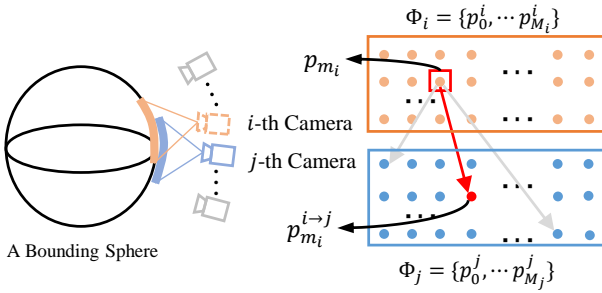 Φ_i = {p_0^i, ⋯ p_{M_i}^i}
p_{m_i}
i-th Camera
j-th Camera
p_{m_i}^{i→j}
A Bounding Sphere
Φ_j = {p_0^j, ⋯ p_{M_j}^j}